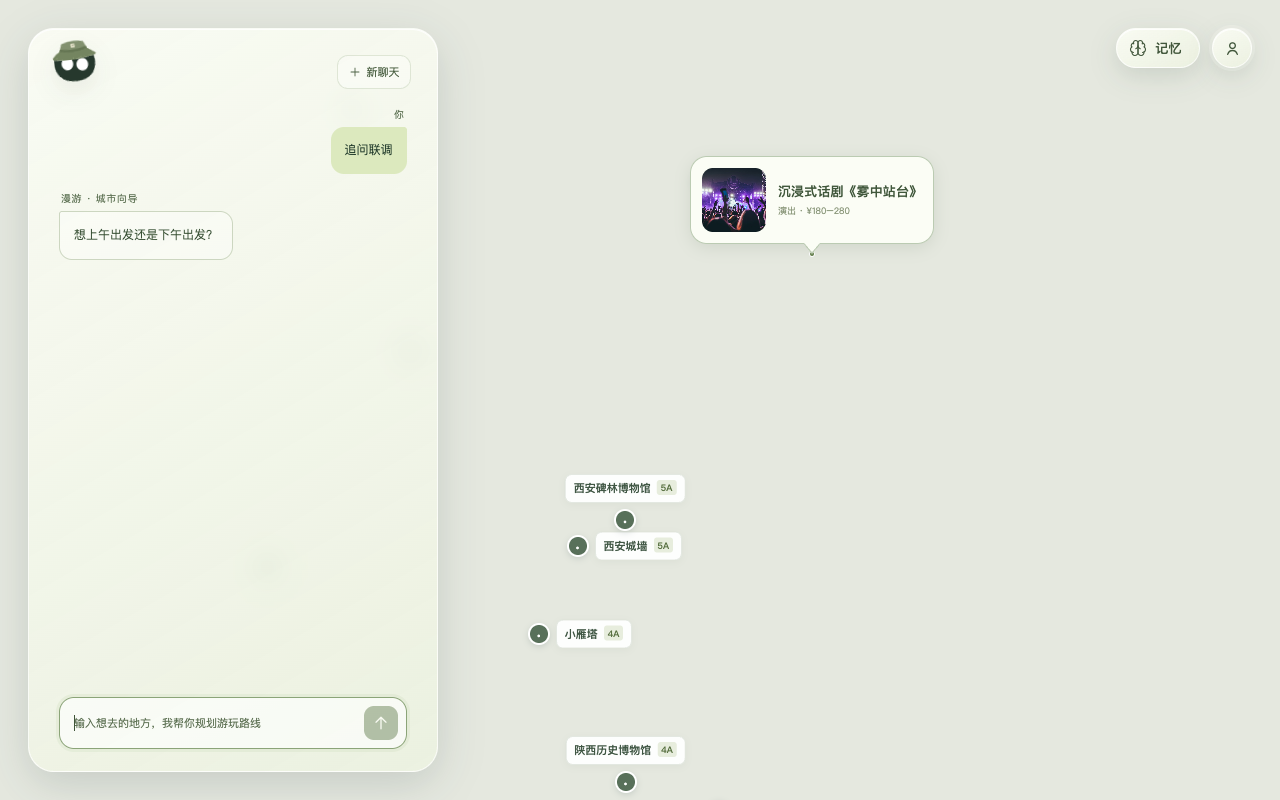 新聊天
你
追问联调
漫游 · 城市向导
想上午出发还是下午出发？
输入想去的地方，我帮你规划游玩路线
记忆
沉浸式话剧《雾中站台》
演出 · ¥180—280
西安碑林博物馆 5A
西安城墙 5A
小雁塔 4A
陕西历史博物馆 4A